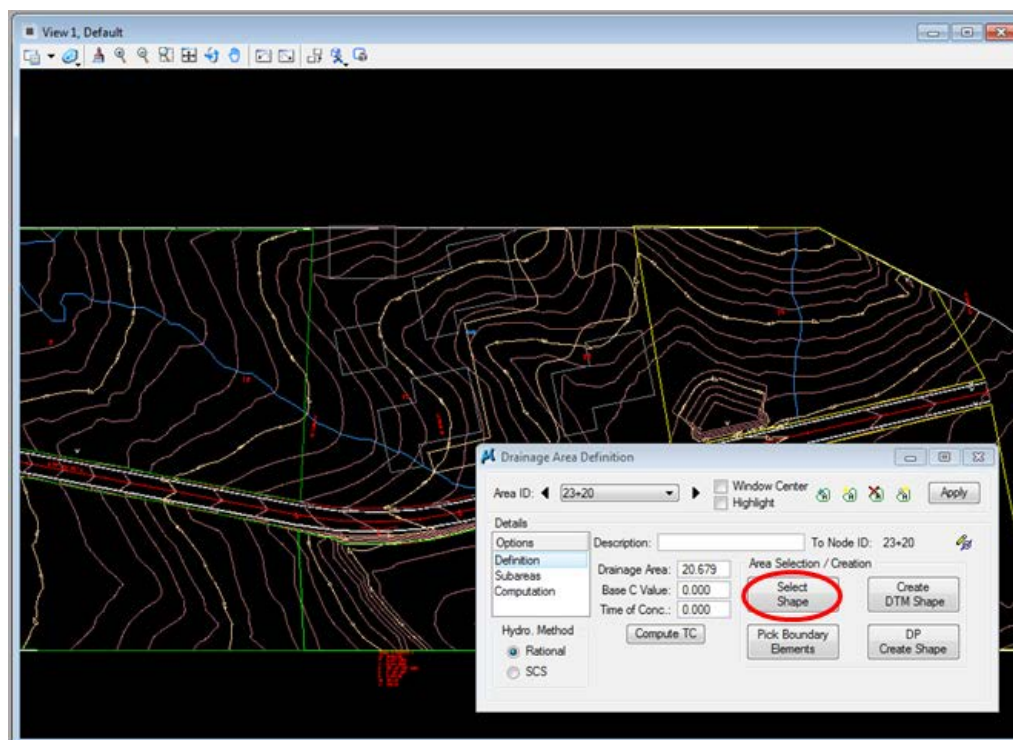 View 1, Default
Drainage Area Definition
Area ID: 23+20 Window Center Apply
Highlight
Details
Options Description: To Node ID: 23+20
Definition
Subareas
Computation
Drainage Area: 20.679 Area Selection / Creation
Base C Value: 0.000 Select Shape Create DTM Shape
Time of Conc.: 0.000
Hydro. Method Compute TC Pick Boundary Elements DP Create Shape
Rational
SCS